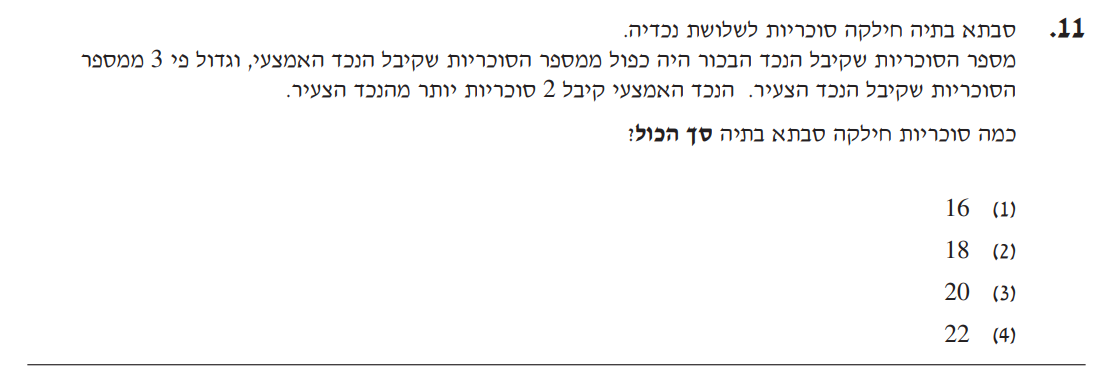 11. סבתא בתיה חילקה סוכריות לשלושת נכדיה.
מספר הסוכריות שקיבל הנכד הבכור היה כפול ממספר הסוכריות שקיבל הנכד האמצעי, וגדול פי 3 ממספר
הסוכריות שקיבל הנכד הצעיר. הנכד האמצעי קיבל 2 סוכריות יותר מהנכד הצעיר.
כמה סוכריות חילקה סבתא בתיה סך הכול?
(1) 16
(2) 18
(3) 20
(4) 22